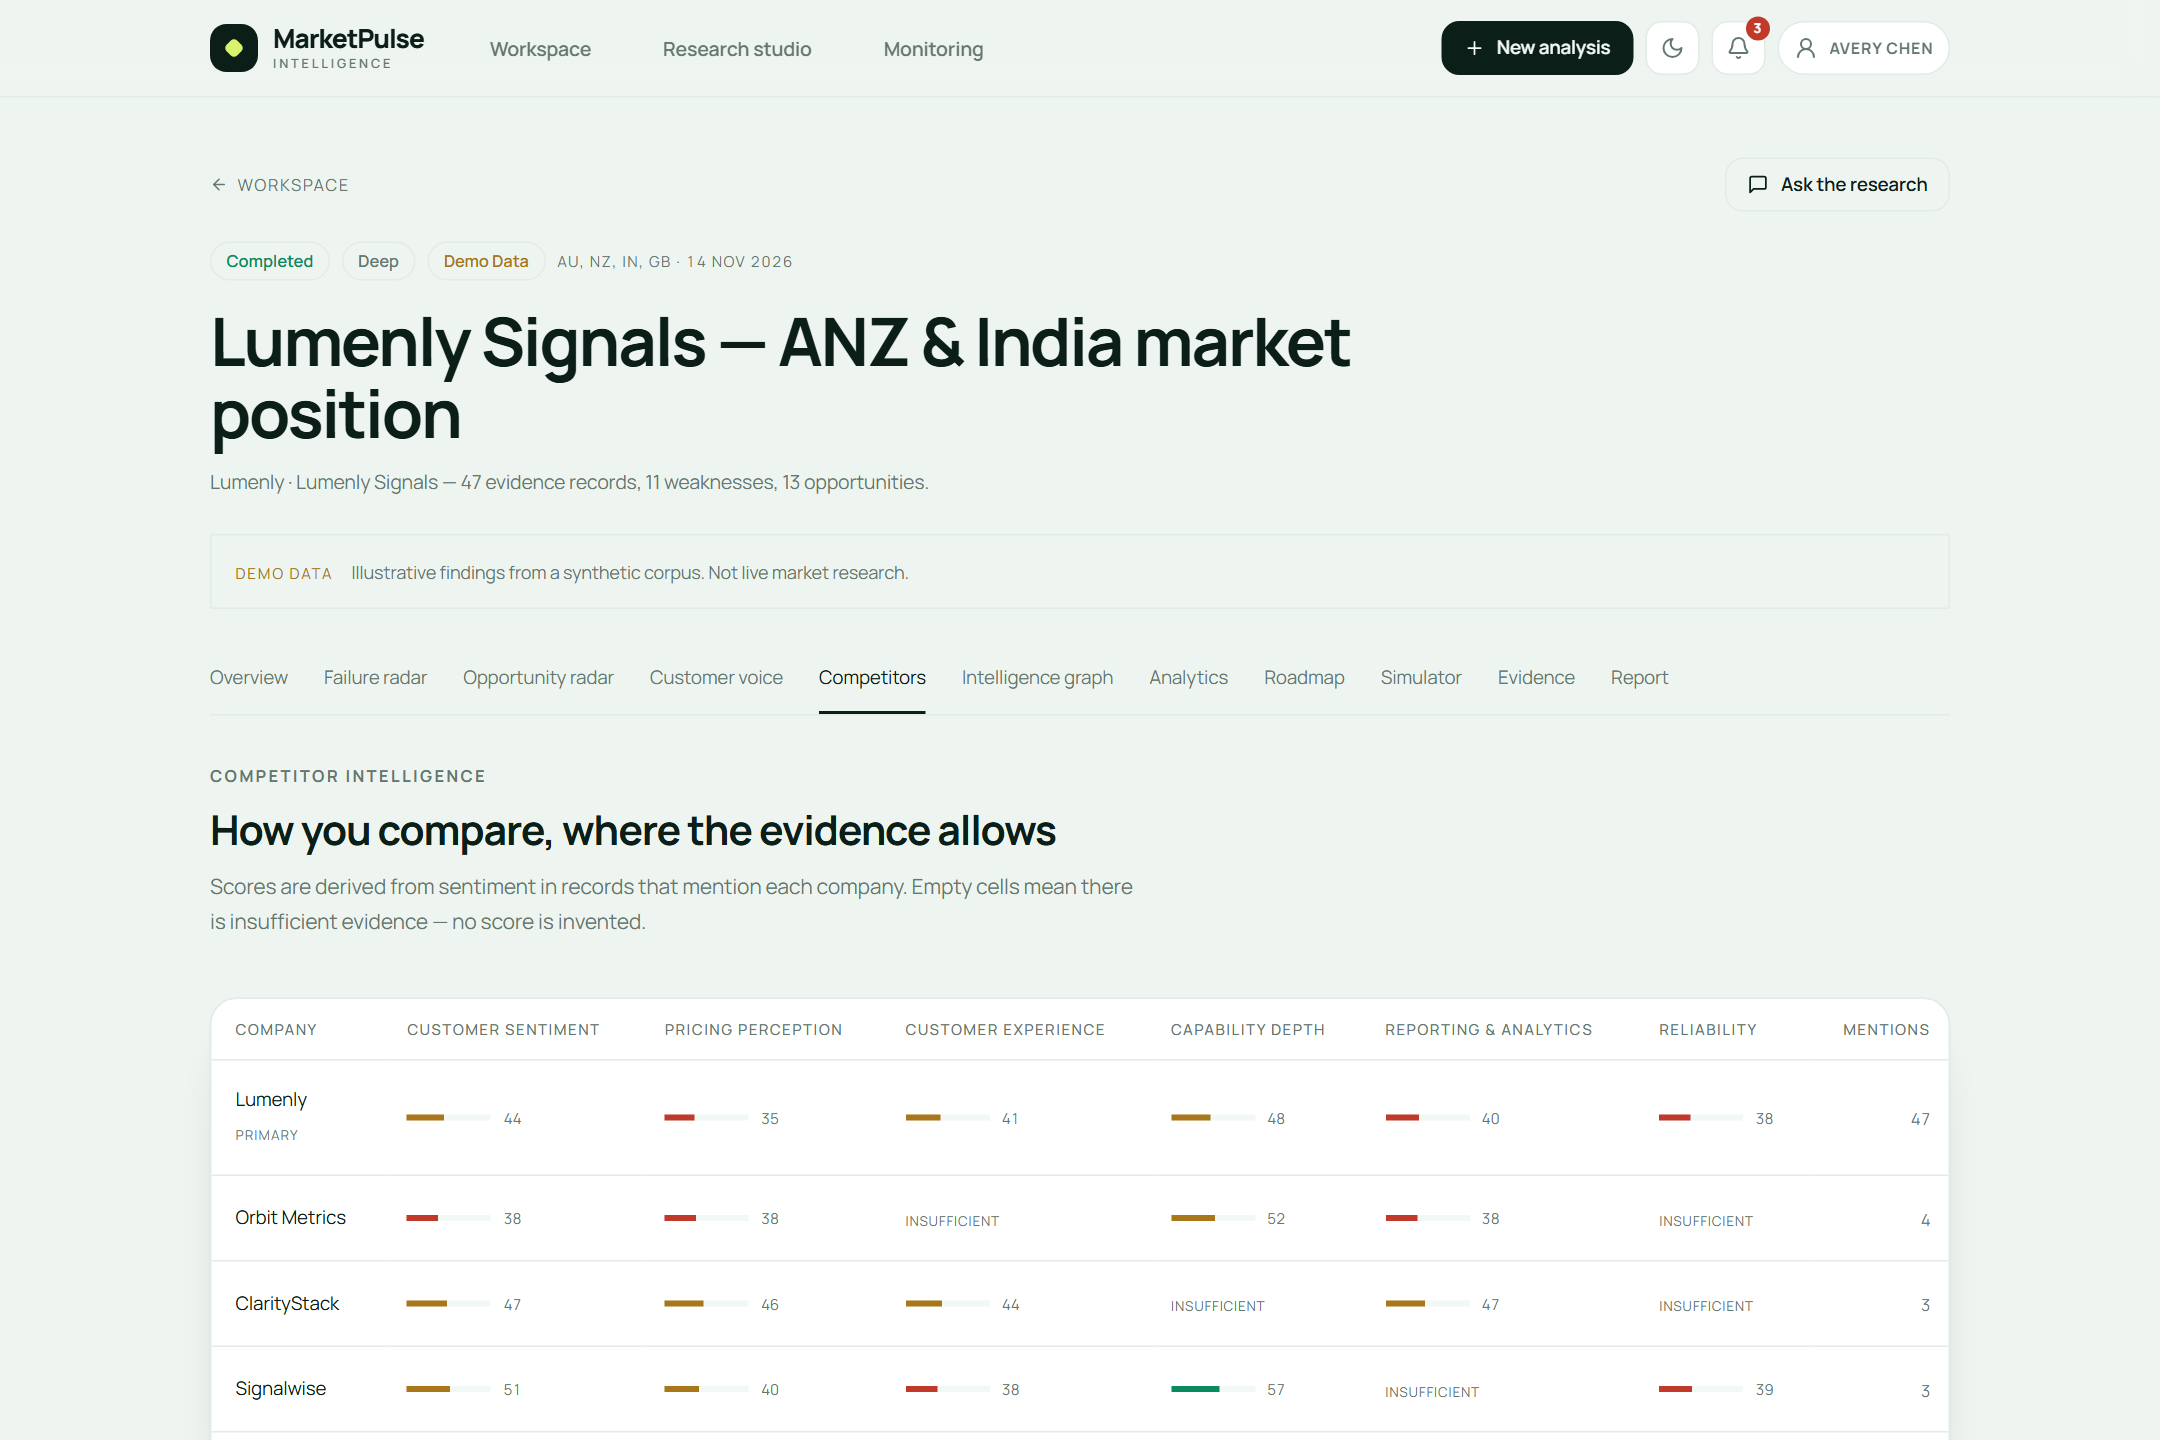 MarketPulse
INTELLIGENCE
Workspace
Research studio
Monitoring
New analysis
3
AVERY CHEN
WORKSPACE
Ask the research
Completed
Deep
Demo Data
AU, NZ, IN, GB · 14 NOV 2026
Lumenly Signals — ANZ & India market
position
Lumenly · Lumenly Signals — 47 evidence records, 11 weaknesses, 13 opportunities.
DEMO DATA Illustrative findings from a synthetic corpus. Not live market research.
Overview Failure radar Opportunity radar Customer voice Competitors Intelligence graph Analytics Roadmap Simulator Evidence Report
COMPETITOR INTELLIGENCE
How you compare, where the evidence allows
Scores are derived from sentiment in records that mention each company. Empty cells mean there
is insufficient evidence — no score is invented.
COMPANY CUSTOMER SENTIMENT PRICING PERCEPTION CUSTOMER EXPERIENCE CAPABILITY DEPTH REPORTING & ANALYTICS RELIABILITY MENTIONS
Lumenly
PRIMARY
44 35 41 48 40 38 47
Orbit Metrics 38 38 INSUFFICIENT 52 38 INSUFFICIENT 4
ClarityStack 47 46 44 INSUFFICIENT 47 INSUFFICIENT 3
Signalwise 51 40 38 57 INSUFFICIENT 39 3